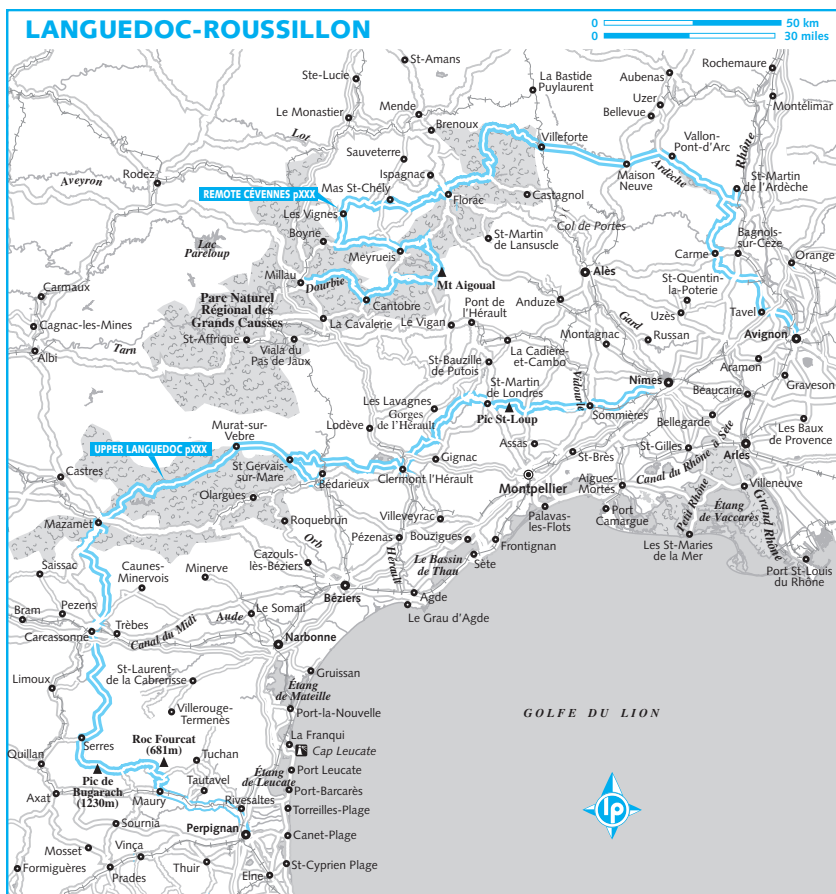 LANGUEDOC-ROUSSILLON
0 50 km
0 30 miles
St-Amans
Ste-Lucie
La Bastide
Puylaurent
Aubenas
Rochemaure
Uzer
Bellevue
Montélimar
Le Monastier
Mende
Brenoux
Lot
Villeforte
Vallon-
Pont-d'Arc
Rhône
Sauveterre
Ispagnac
Ardèche
Maison
Neuve
St-Martin
de l'Ardèche
Rodez
Aveyron
REMOTE CÉVENNES pXXX
Mas St-Chély
Florac
Castagnol
Les Vignes
Boyne
Meyrueis
St-Martin
de Lansuscle
Col de Portes
Bagnols-
sur-Cèze
Carme
Orange
Lac
Pareloup
Millau
Dourbie
Mt Aigoual
Alès
St-Quentin-
la-Poterie
Carmaux
Parc Naturel
Régional des
Grands Causses
Cantobre
Anduze
Uzès
Tavel
Cagnac-les-Mines
La Cavalerie
Le Vigan
Pont de
l'Hérault
Gard
Russan
Avignon
St-Affrique
Viala du
Pas de Jaux
Montagnac
Albi
Tarn
St-Bauzille
de Putois
La Cadière-
et-Cambo
Aramon
Vidourle
Nîmes
Graveson
Les Lavagnes
Gorges
de l'Hérault
St-Martin
de Londres
Beaucaire
Murat-sur-
Vebre
Lodève
Pic St-Loup
Sommières
Bellegarde
Les Baux
de Provence
UPPER LANGUEDOC pXXX
Assas
St-Brès
St-Gilles
Canal du Rhône à Sète
Arles
Castres
St Gervais-
sur-Mare
Bédarieux
Clermont l'Hérault
Gignac
Montpellier
Aigues-
Mortes
Villeneuve
Olargues
Villeveyrac
Palavas-
les-Flots
Port
Camargue
Petit Rhône
Étang
de Vaccarès
Grand Rhône
Mazamet
Roquebrun
Pézenas
Bouzigues
Frontignan
Les St-Maries
de la Mer
Orb
Saissac
Caunes-
Minervois
Minerve
Cazouls-
lès-Béziers
Hérault
Le Bassin
de Thau
Sète
Port St-Louis
du Rhône
Bram
Pezens
Béziers
Agde
Le Grau d'Agde
Carcassonne
Trèbes
Canal du Midi
Aude
Le Somail
Narbonne
Limoux
St-Laurent-
de la Cabrerisse
Gruissan
Étang
de Mateille
Villerouge-
Termenès
Port-la-Nouvelle
GOLFE DU LION
Serres
Roc Fourcat
(681m)
La Franqui
Cap Leucate
Quillan
Tuchan
Pic de
Bugarach
(1230m)
Tautavel
Étang
de Leucate
Port Leucate
Axat
Maury
Rivesaltes
Port-Barcarès
Sournia
Torreilles-Plage
lp
Mosset
Vinça
Perpignan
Canet-Plage
Formiguères
Prades
Thuir
Elne
St-Cyprien Plage